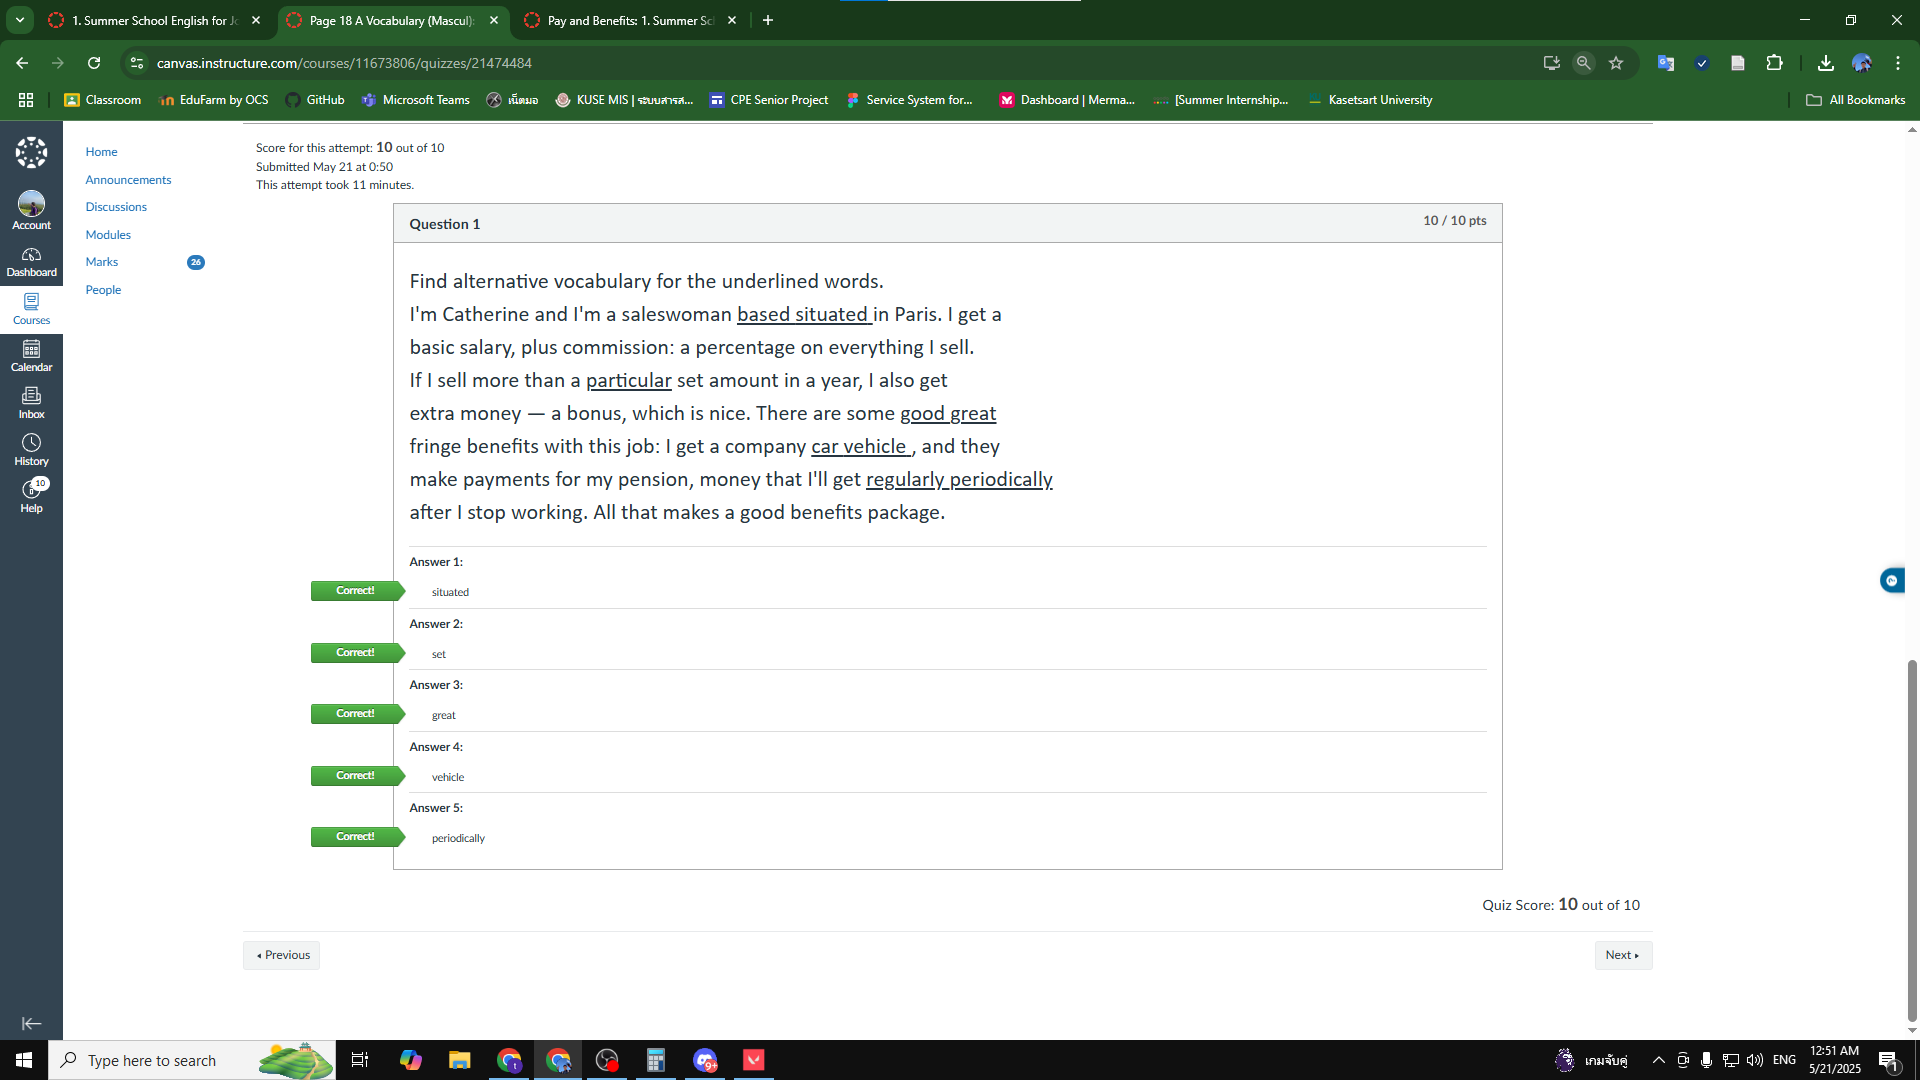 1. Summer School English for Jo
Page 18 A Vocabulary (Mascul):
Pay and Benefits: 1. Summer Sc
canvas.instructure.com/courses/11673806/quizzes/21474484
Classroom
EduFarm by OCS
GitHub
Microsoft Teams
เน็ตมอ
KUSE MIS | ระบบสารส...
CPE Senior Project
Service System for...
Dashboard | Merma...
[Summer Internship...
Kasetsart University
All Bookmarks
Account
Dashboard
Courses
Calendar
Inbox
History
10
Help
Home
Announcements
Discussions
Modules
Marks 26
People
Score for this attempt: 10 out of 10
Submitted May 21 at 0:50
This attempt took 11 minutes.
Question 1
10 / 10 pts
Find alternative vocabulary for the underlined words.
I'm Catherine and I'm a saleswoman based situated in Paris. I get a
basic salary, plus commission: a percentage on everything I sell.
If I sell more than a particular set amount in a year, I also get
extra money — a bonus, which is nice. There are some good great
fringe benefits with this job: I get a company car vehicle , and they
make payments for my pension, money that I'll get regularly periodically
after I stop working. All that makes a good benefits package.
Answer 1:
Correct!
situated
Answer 2:
Correct!
set
Answer 3:
Correct!
great
Answer 4:
Correct!
vehicle
Answer 5:
Correct!
periodically
Quiz Score: 10 out of 10
Previous
Next
Type here to search
9+
เกมจับคู่
ENG
12:51 AM
5/21/2025
1